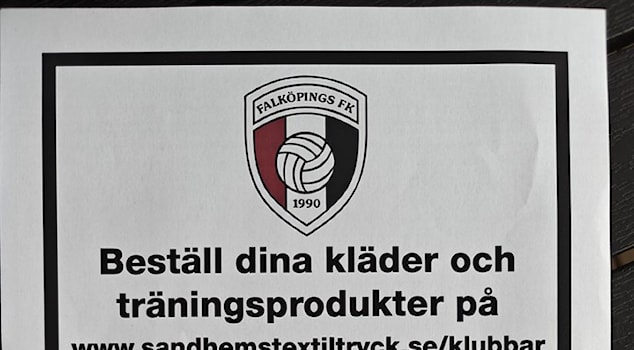 FALKÖPINGS FK
1990
Beställ dina kläder och
träningsprodukter på
www.sandhemstextiltryck.se/klubbar